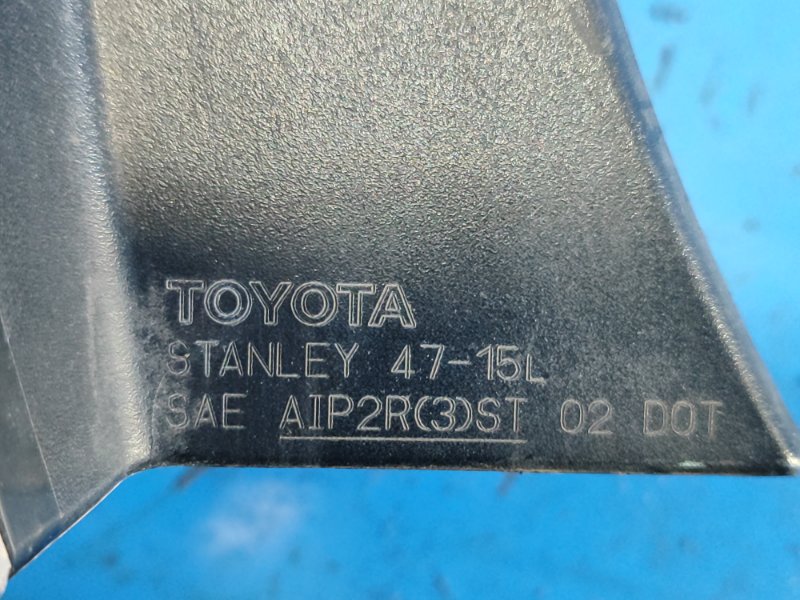 TOYOTA
STANLEY 47-15L
SAE AIP2R(3)ST 02 DOT